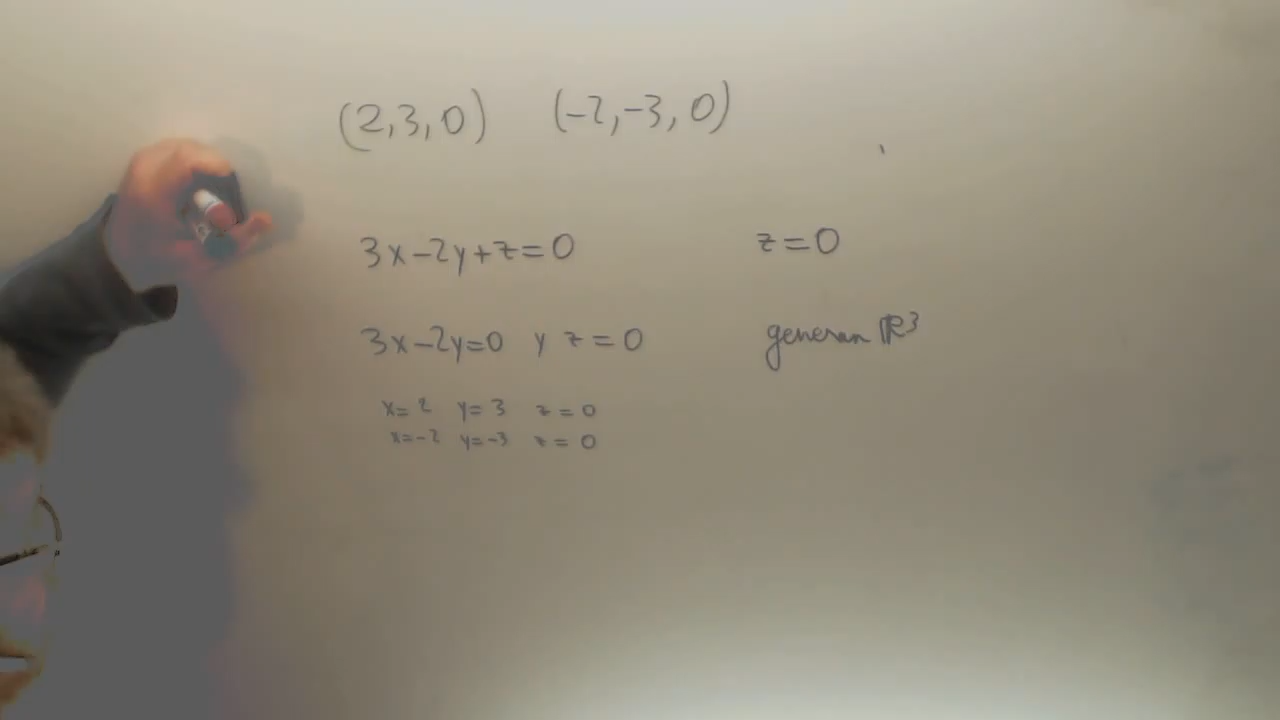 (2,3,0) (-2,-3,0)
3x-2y+z=0 z=0
3x-2y=0 y z=0 generan ℝ³
x=2 y=3 z=0
x=-2 y=-3 z=0